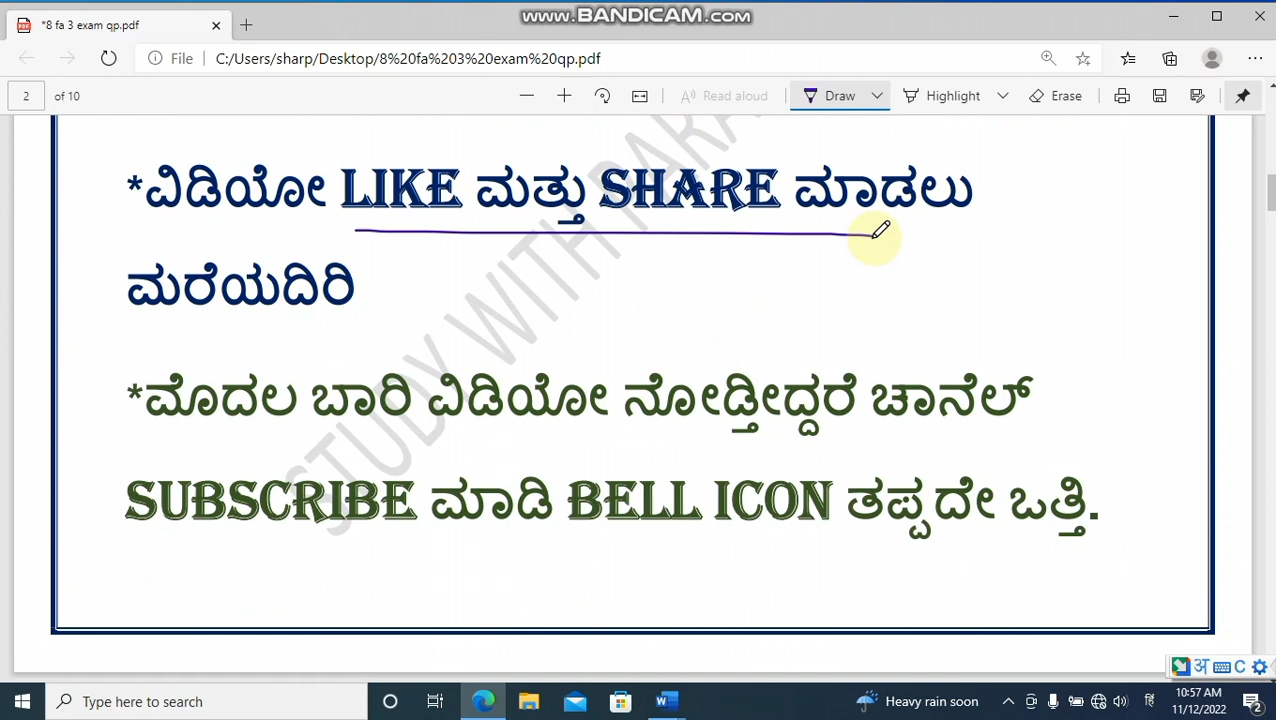 www.BANDICAM.com
*8 fa 3 exam qp.pdf
File C:/Users/sharp/Desktop/8%20fa%203%20exam%20qp.pdf
2 of 10 Read aloud Draw Highlight Erase
*ವಿಡಿಯೋ LIKE ಮತ್ತು SHARE ಮಾಡಲು
ಮರೆಯದಿರಿ
*ಮೊದಲ ಬಾರಿ ವಿಡಿಯೋ ನೋಡ್ತೀದ್ದರೆ ಚಾನೆಲ್
SUBSCRIBE ಮಾಡಿ BELL ICON ತಪ್ಪದೇ ಒತ್ತಿ.
STUDY WITH PARA
अ C
Type here to search Heavy rain soon हिं 10:57 AM
11/12/2022 2